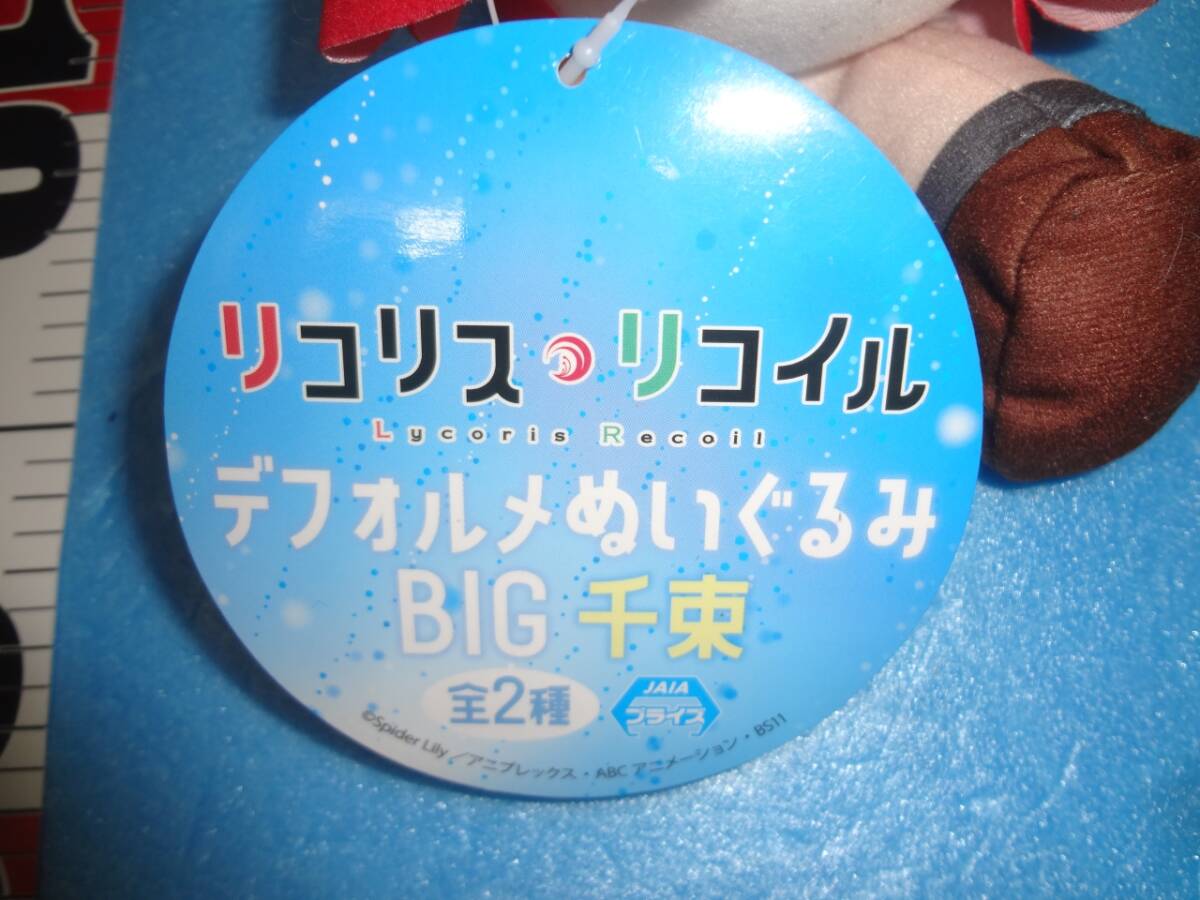 リコリス・リコイル
Lycoris Recoil
デフォルメぬいぐるみ
BIG 千束
全2種
JAIA
プライズ
©Spider Lily／アニプレックス・ABCアニメーション・BS11